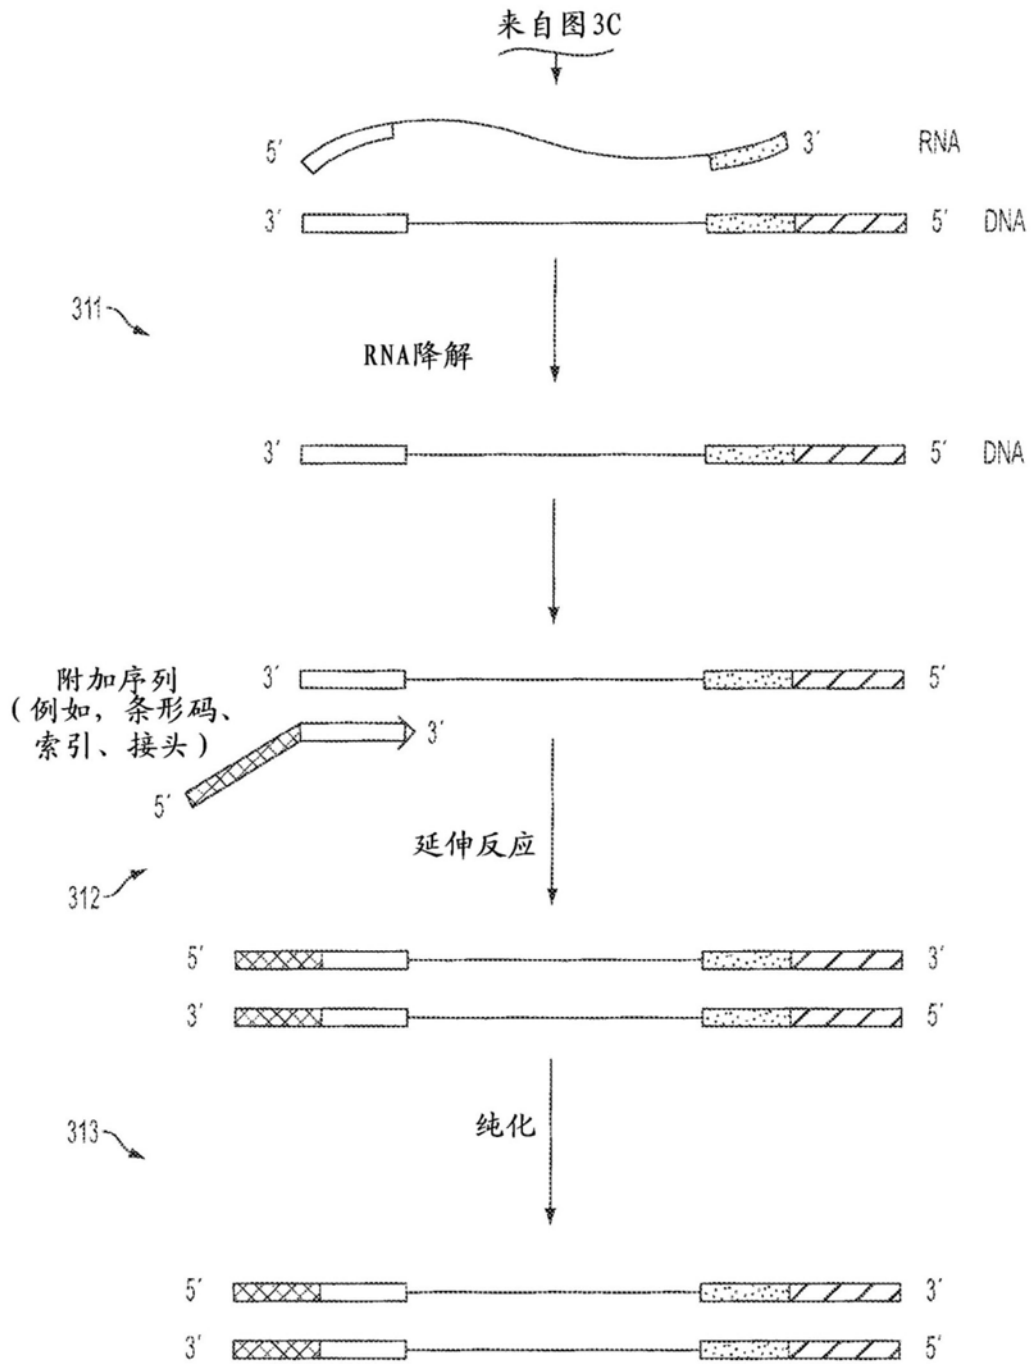 来自图3C
5′ 3′ RNA
3′ 5′ DNA
311
RNA降解
3′ 5′ DNA
附加序列
(例如, 条形码、
索引、接头)
3′ 5′
3′
5′
延伸反应
312
5′ 3′
3′ 5′
纯化
313
5′ 3′
3′ 5′